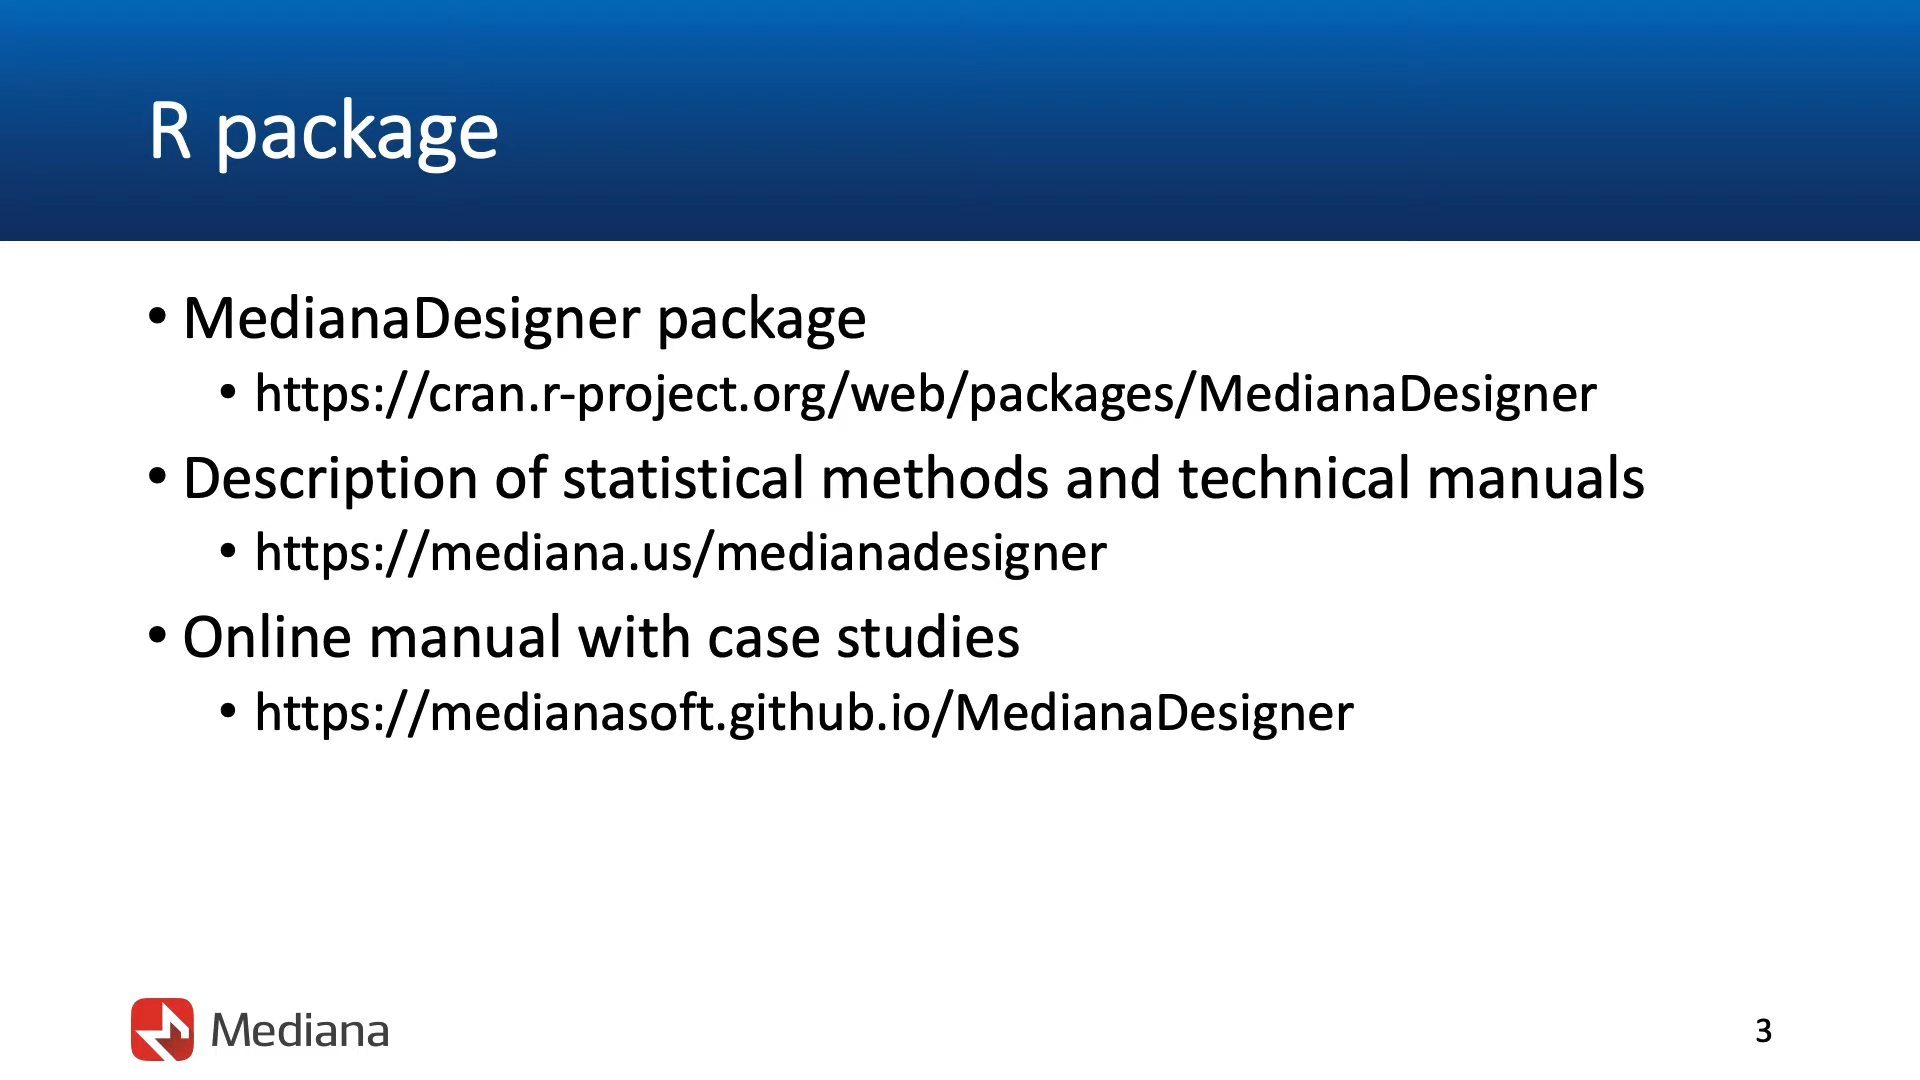 R package
• MedianaDesigner package
• https://cran.r-project.org/web/packages/MedianaDesigner
• Description of statistical methods and technical manuals
• https://mediana.us/medianadesigner
• Online manual with case studies
• https://medianasoft.github.io/MedianaDesigner
Mediana
3